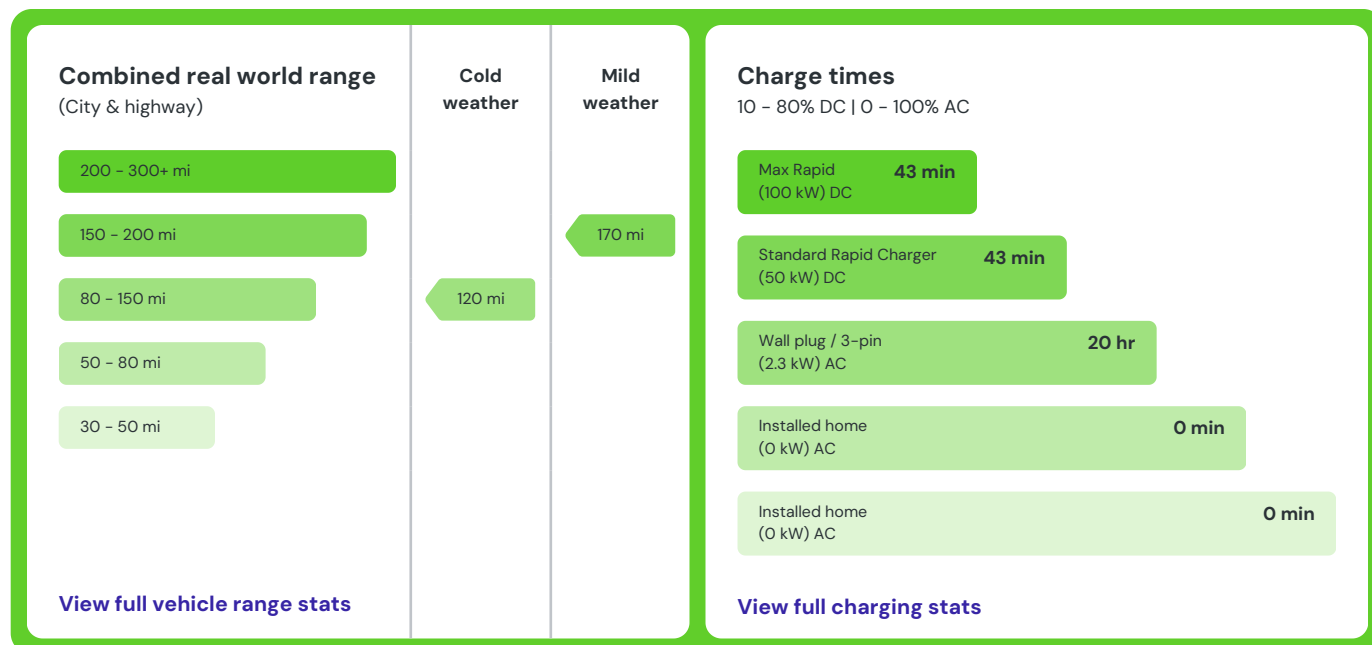 Combined real world range
(City & highway)
Cold
weather
Mild
weather
200 - 300+ mi
150 - 200 mi
170 mi
80 - 150 mi
120 mi
50 - 80 mi
30 - 50 mi
View full vehicle range stats
Charge times
10 - 80% DC | 0 - 100% AC
Max Rapid
(100 kW) DC
43 min
Standard Rapid Charger
(50 kW) DC
43 min
Wall plug / 3-pin
(2.3 kW) AC
20 hr
Installed home
(0 kW) AC
0 min
Installed home
(0 kW) AC
0 min
View full charging stats